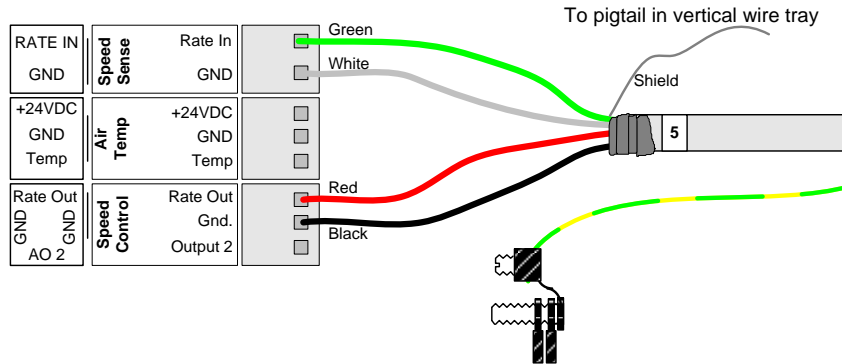 To pigtail in vertical wire tray
Green
RATE IN
Speed Sense
Rate In
GND
GND
White
Shield
+24VDC
GND
Temp
Air Temp
+24VDC
GND
Temp
5
Rate Out
GND
GND
AO 2
Speed Control
Rate Out
Gnd.
Output 2
Red
Black